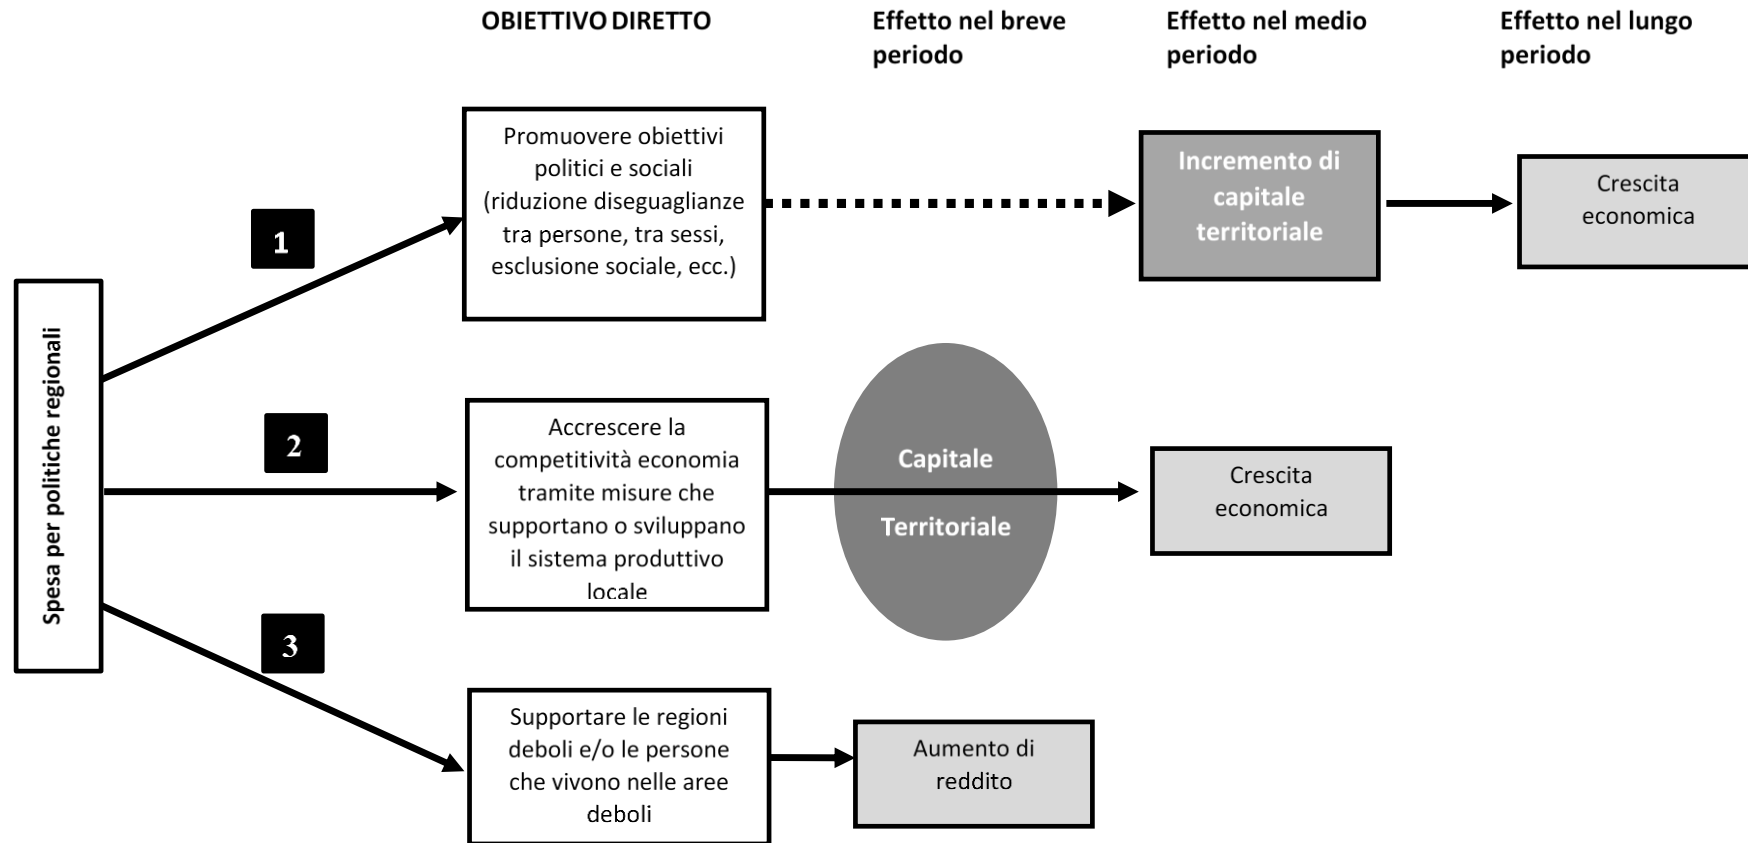 OBIETTIVO DIRETTO
Effetto nel breve
periodo
Effetto nel medio
periodo
Effetto nel lungo
periodo
Spesa per politiche regionali
1
Promuovere obiettivi
politici e sociali
(riduzione diseguaglianze
tra persone, tra sessi,
esclusione sociale, ecc.)
Incremento di
capitale
territoriale
Crescita
economica
2
Accrescere la
competitività economia
tramite misure che
supportano o sviluppano
il sistema produttivo
locale
Capitale
Territoriale
Crescita
economica
3
Supportare le regioni
deboli e/o le persone
che vivono nelle aree
deboli
Aumento di
reddito